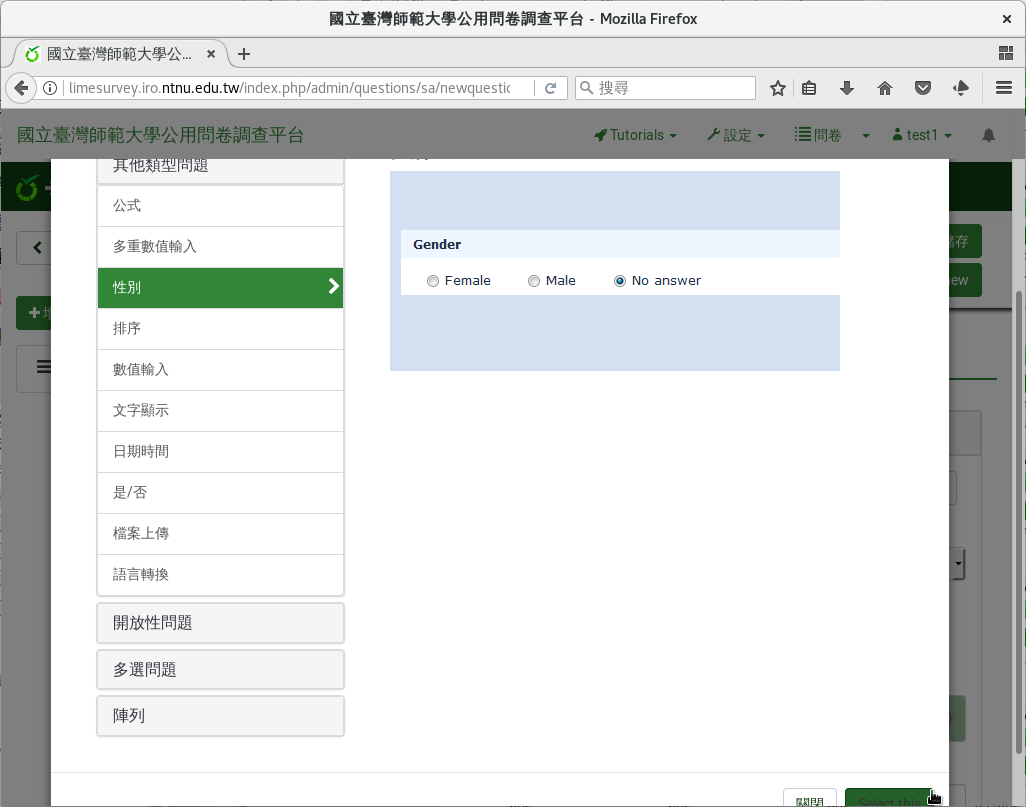 國立臺灣師範大學公用問卷調查平台 - Mozilla Firefox
國立臺灣師範大學公...
limesurvey.iro.ntnu.edu.tw/index.php/admin/questions/sa/newquestic
搜尋
國立臺灣師範大學公用問卷調查平台
Tutorials
設定
問卷
test1
其他類型問題
公式
多重數值輸入
性別
排序
數值輸入
文字顯示
日期時間
是/否
檔案上傳
語言轉換
開放性問題
多選問題
陣列
Gender
Female
Male
No answer
儲存
ew
關閉
Select this